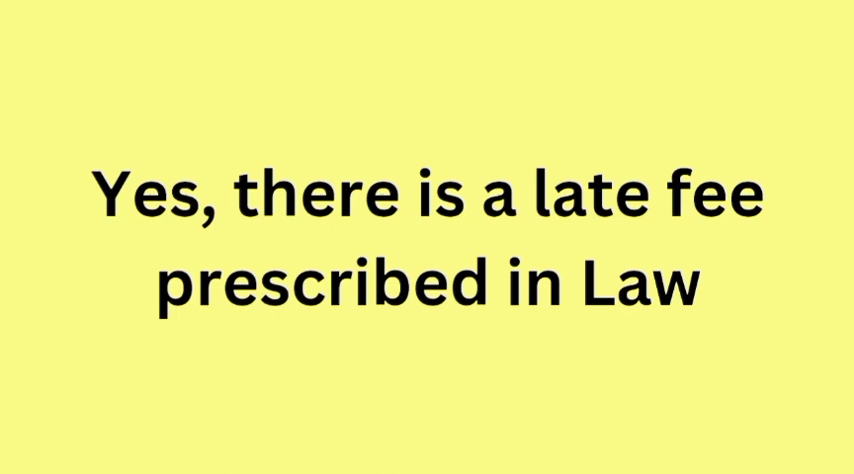 Yes, there is a late fee
prescribed in Law